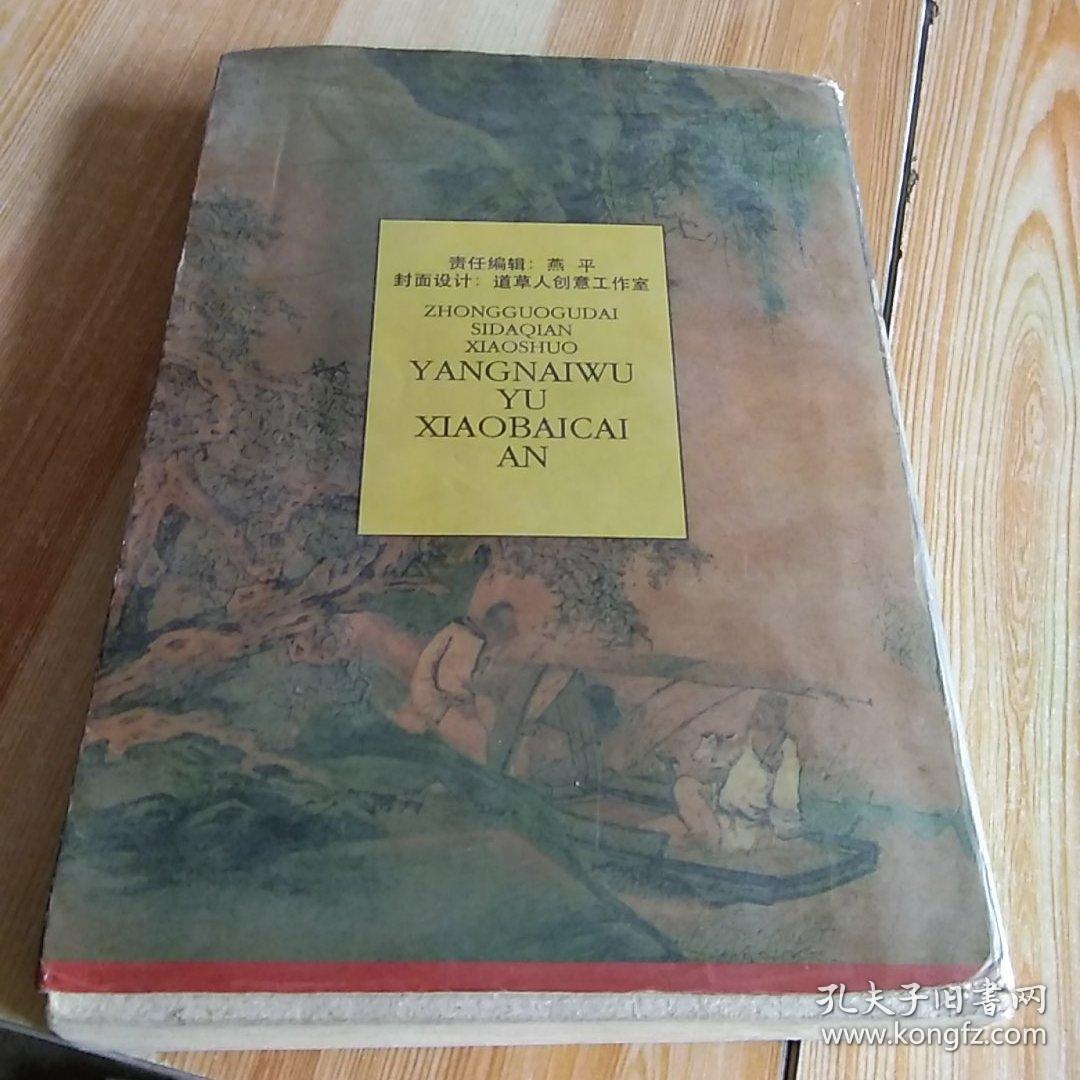 责任编辑：燕 平
封面设计：道草人创意工作室
ZHONGGUOGUDAI
SIDAQIAN
XIAOSHUO
YANGNAIWU
YU
XIAOBAICAI
AN
孔夫子旧书网
www.kongfz.com